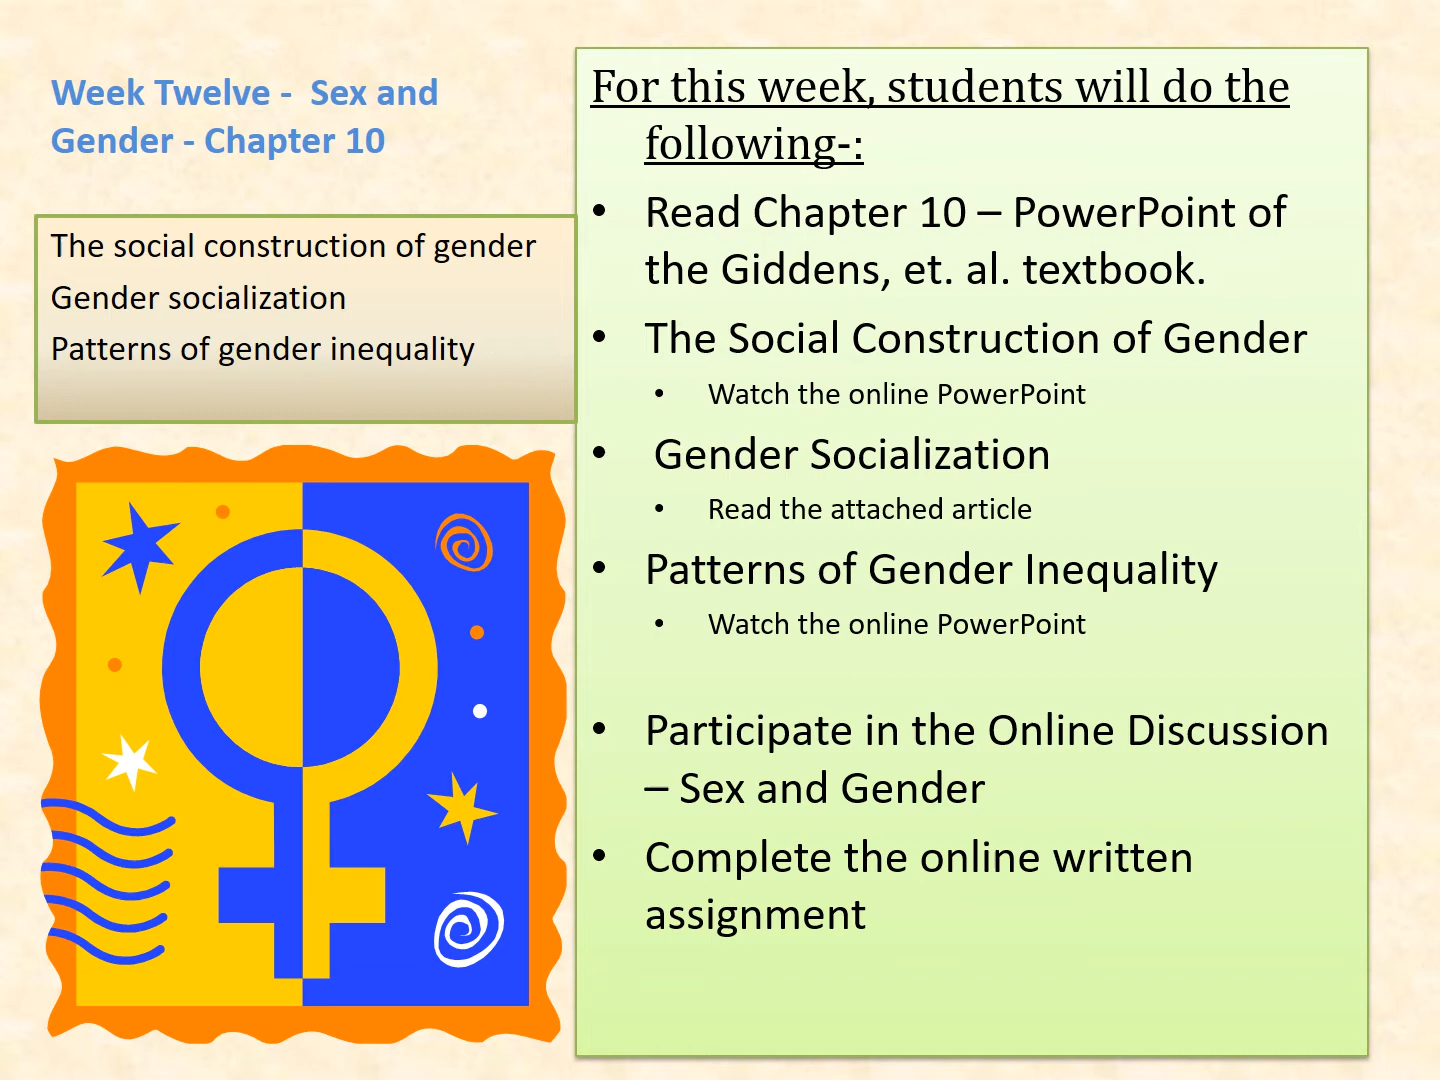 Week Twelve -  Sex and
Gender - Chapter 10
The social construction of gender
Gender socialization
Patterns of gender inequality
For this week, students will do the
following-:
• Read Chapter 10 – PowerPoint of
the Giddens, et. al. textbook.
• The Social Construction of Gender
• Watch the online PowerPoint
• Gender Socialization
• Read the attached article
• Patterns of Gender Inequality
• Watch the online PowerPoint
• Participate in the Online Discussion
– Sex and Gender
• Complete the online written
assignment